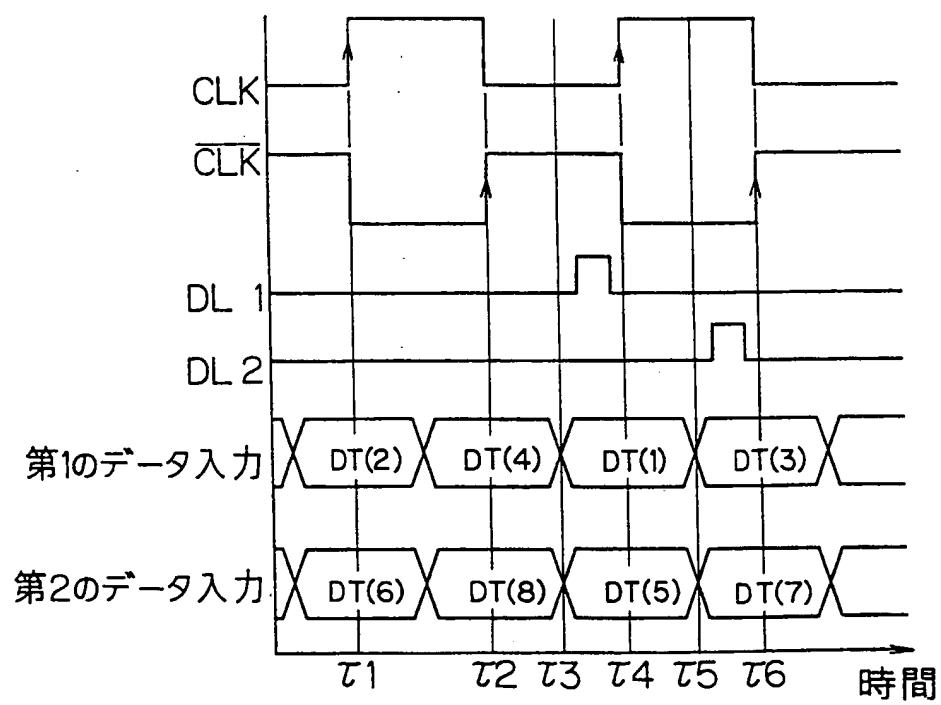 CLK
C̅L̅K̅
DL 1
DL 2
第1のデータ入力 DT(2) DT(4) DT(1) DT(3)
第2のデータ入力 DT(6) DT(8) DT(5) DT(7)
τ1 τ2 τ3 τ4 τ5 τ6
時間